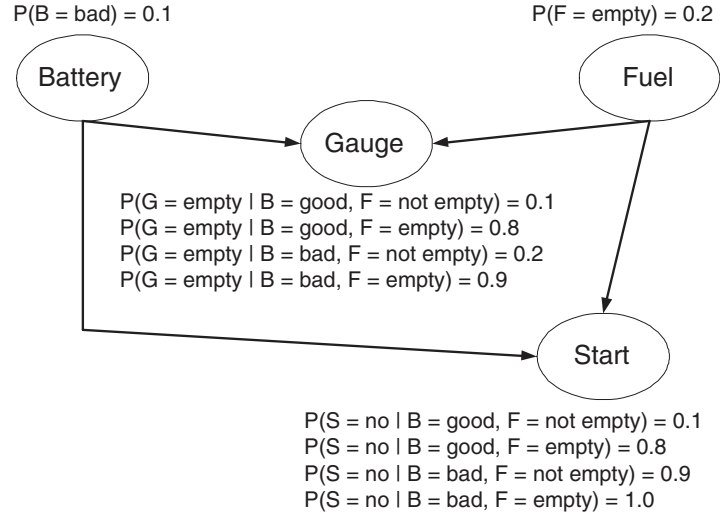 P(B = bad) = 0.1
P(F = empty) = 0.2
Battery
Fuel
Gauge
P(G = empty | B = good, F = not empty) = 0.1
P(G = empty | B = good, F = empty) = 0.8
P(G = empty | B = bad, F = not empty) = 0.2
P(G = empty | B = bad, F = empty) = 0.9
Start
P(S = no | B = good, F = not empty) = 0.1
P(S = no | B = good, F = empty) = 0.8
P(S = no | B = bad, F = not empty) = 0.9
P(S = no | B = bad, F = empty) = 1.0